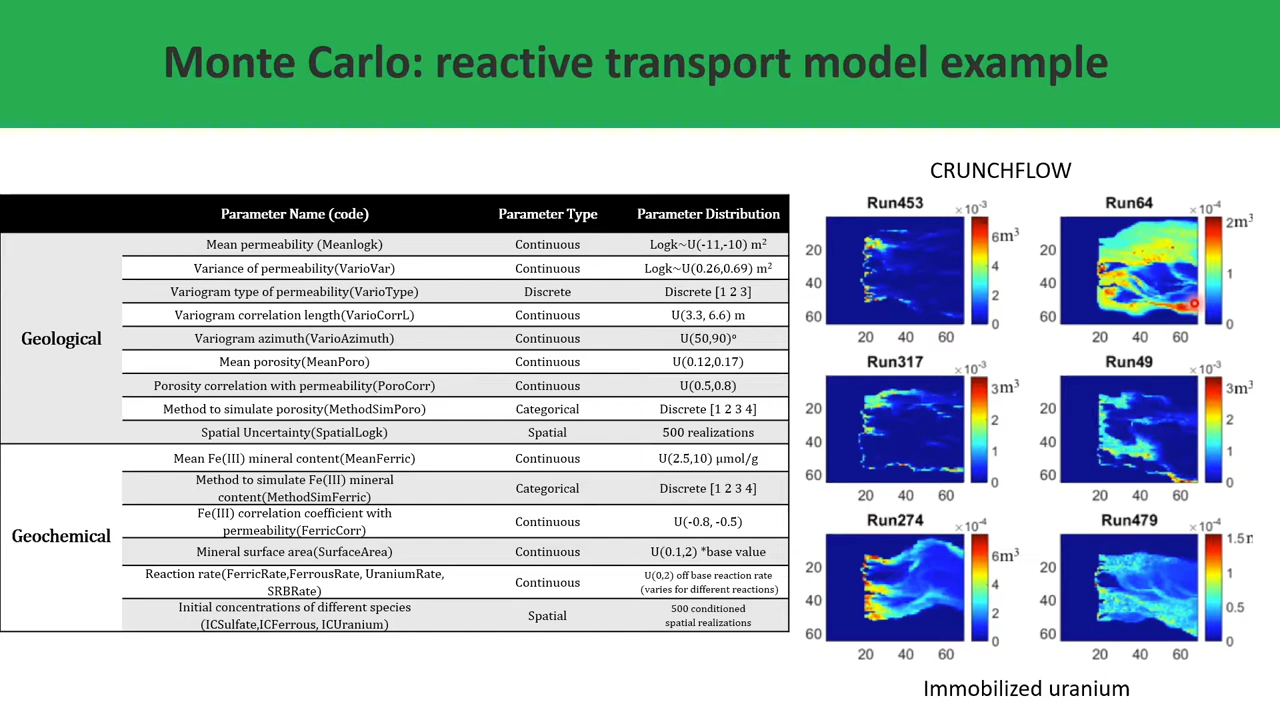 Monte Carlo: reactive transport model example
Parameter Name (code) Parameter Type Parameter Distribution
Geological
Mean permeability (Meanlogk) Continuous Logk~U(-11,-10) m²
Variance of permeability(VarioVar) Continuous Logk~U(0.26,0.69) m²
Variogram type of permeability(VarioType) Discrete Discrete [1 2 3]
Variogram correlation length(VarioCorrL) Continuous U(3.3, 6.6) m
Variogram azimuth(VarioAzimuth) Continuous U(50,90)°
Mean porosity(MeanPoro) Continuous U(0.12,0.17)
Porosity correlation with permeability(PoroCorr) Continuous U(0.5,0.8)
Method to simulate porosity(MethodSimPoro) Categorical Discrete [1 2 3 4]
Spatial Uncertainty(SpatialLogk) Spatial 500 realizations
Geochemical
Mean Fe(III) mineral content(MeanFerric) Continuous U(2.5,10) μmol/g
Method to simulate Fe(III) mineral
content(MethodSimFerric) Categorical Discrete [1 2 3 4]
Fe(III) correlation coefficient with
permeability(FerricCorr) Continuous U(-0.8, -0.5)
Mineral surface area(SurfaceArea) Continuous U(0.1,2) *base value
Reaction rate(FerricRate,FerrousRate, UraniumRate,
SRBRate) Continuous U(0,2) off base reaction rate
(varies for different reactions)
Initial concentrations of different species
(ICSulfate,ICFerrous, ICUranium) Spatial 500 conditioned
spatial realizations
CRUNCHFLOW
Run453 × 10⁻³
20
40
60
20 40 60
6m³
4
2
0
Run64 × 10⁻⁴
20
40
60
20 40 60
2m³
1
0
Run317 × 10⁻³
20
40
60
20 40 60
3m³
2
1
0
Run49 × 10⁻³
20
40
60
20 40 60
3m³
2
1
0
Run274 × 10⁻⁴
20
40
60
20 40 60
6m³
4
2
0
Run479 × 10⁻⁴
20
40
60
20 40 60
1.5m
1
0.5
0
Immobilized uranium